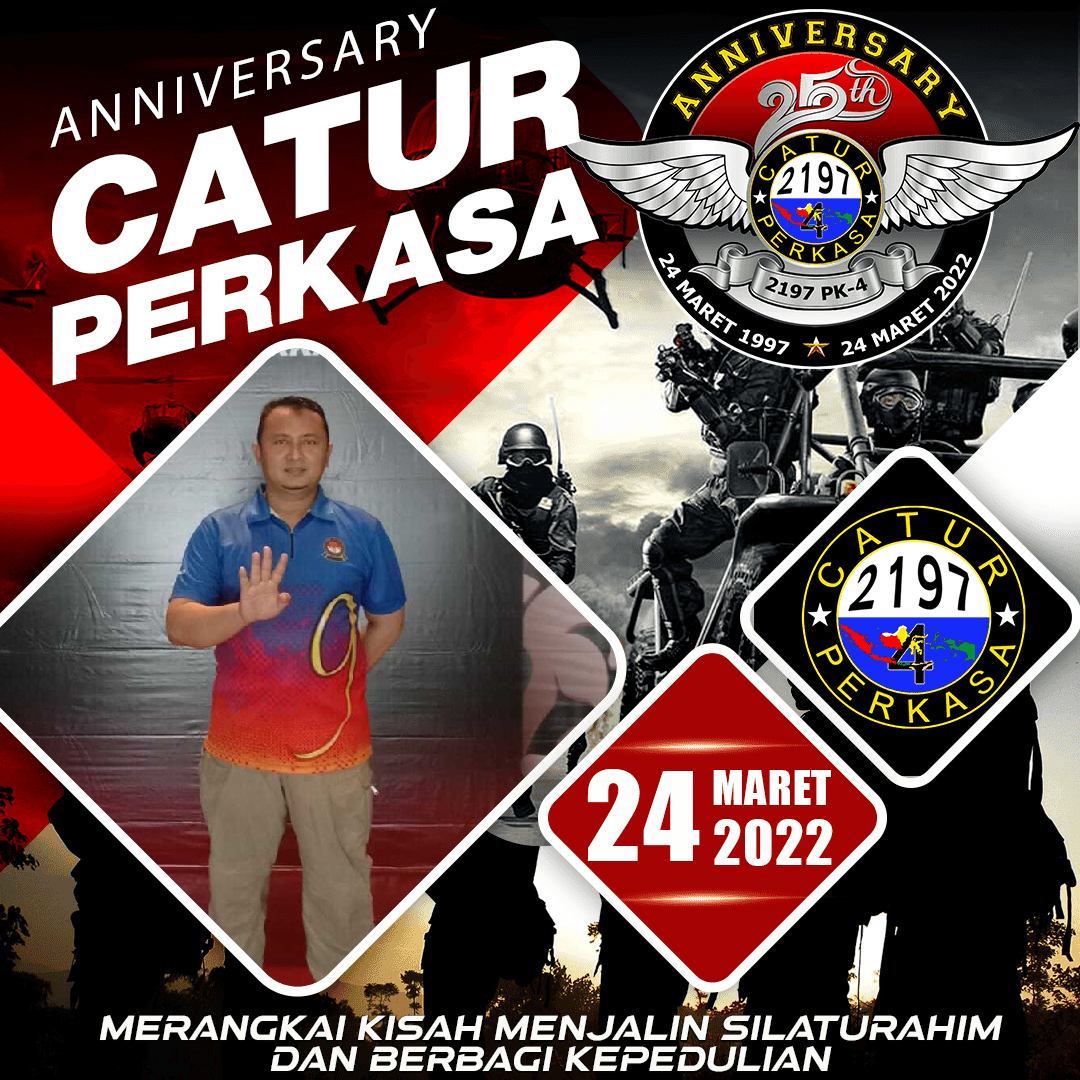 ANNIVERSARY
CATUR
PERKASA
ANNIVERSARY
25th
CATUR
2197
4
PERKASA
2197 PK-4
24 MARET 1997 ★ 24 MARET 2022
CATUR
2197
4
PERKASA
24 MARET
2022
MERANGKAI KISAH MENJALIN SILATURAHIM
DAN BERBAGI KEPEDULIAN